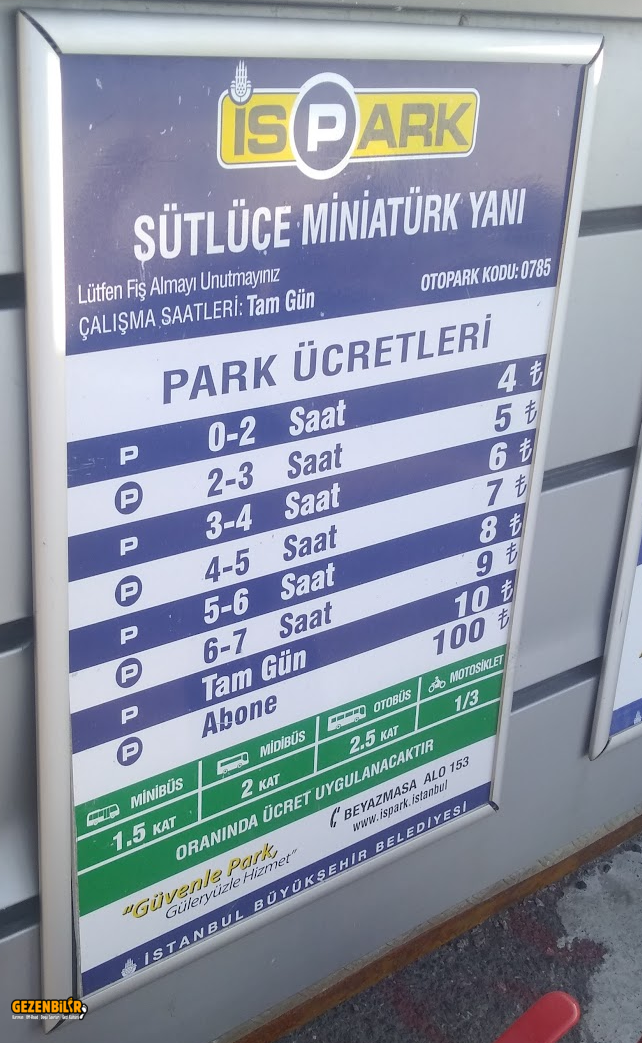 İSPARK
SÜTLÜCE MİNİATÜRK YANI
Lütfen Fiş Almayı Unutmayınız
ÇALIŞMA SAATLERİ: Tam Gün
OTOPARK KODU: 0785
PARK ÜCRETLERİ
P 0-2 Saat 4 ₺
P 2-3 Saat 5 ₺
P 3-4 Saat 6 ₺
P 4-5 Saat 7 ₺
P 5-6 Saat 8 ₺
P 6-7 Saat 9 ₺
P Tam Gün 10 ₺
P Abone 100 ₺
MİNİBÜS MİDİBÜS OTOBÜS MOTOSİKLET
1.5 KAT 2 KAT 2.5 KAT 1/3
ORANINDA ÜCRET UYGULANACAKTIR
"Güvenle Park,
Güleryüzle Hizmet"
BEYAZMASA ALO 153
www.ispark.istanbul
İSTANBUL BÜYÜKŞEHİR BELEDİYESİ
GEZENBİLİR